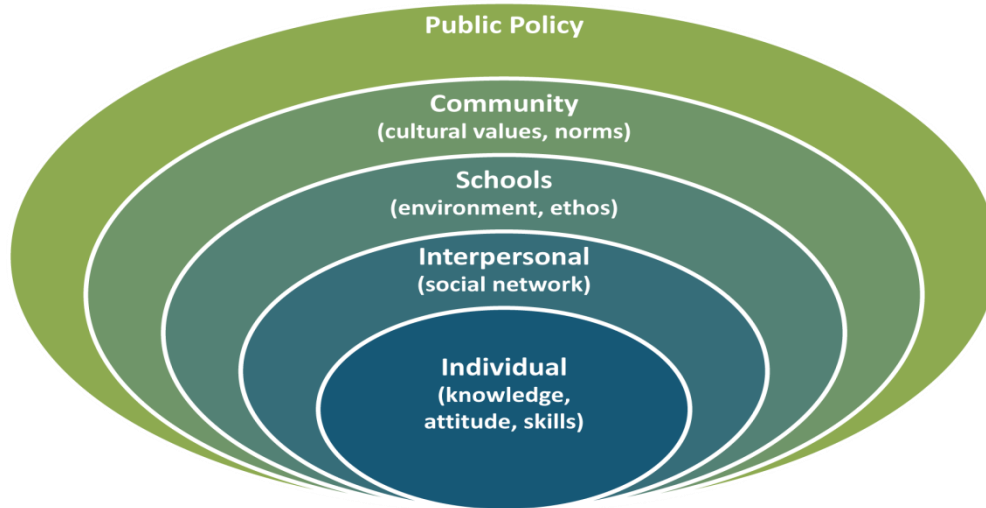 Public Policy
Community
(cultural values, norms)
Schools
(environment, ethos)
Interpersonal
(social network)
Individual
(knowledge,
attitude, skills)